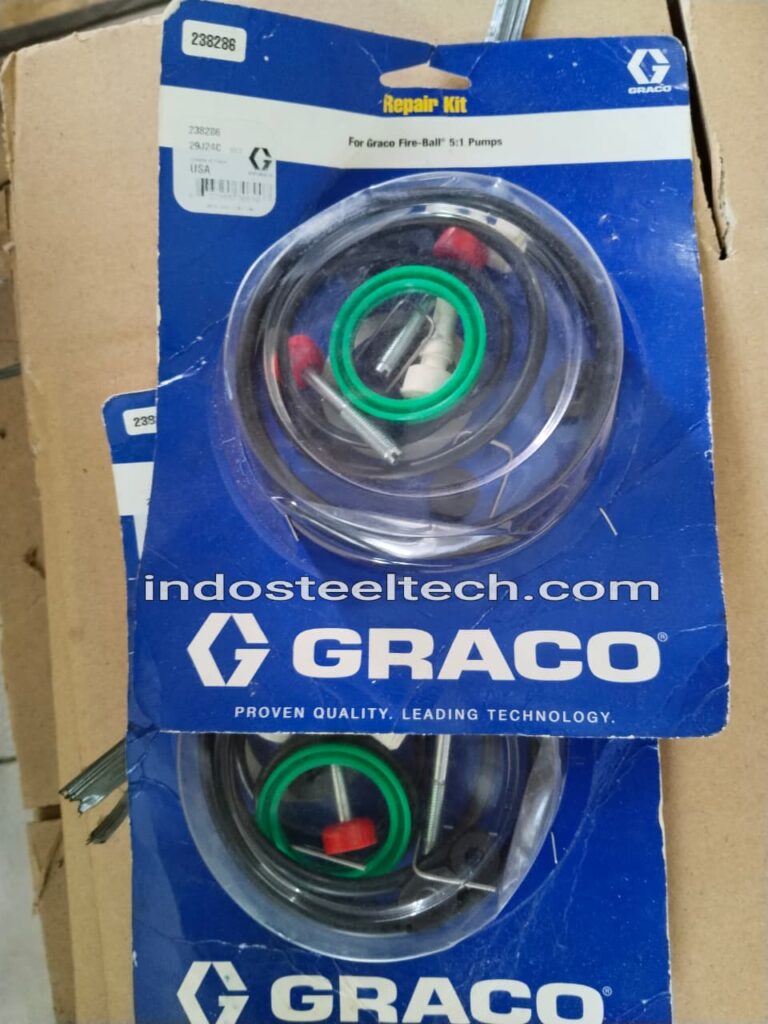 238286
GRACO
Repair Kit
For Graco Fire-Ball® 5:1 Pumps
238286
29J24C
USA
indosteeltech.com
GRACO®
PROVEN QUALITY. LEADING TECHNOLOGY.
GRACO®